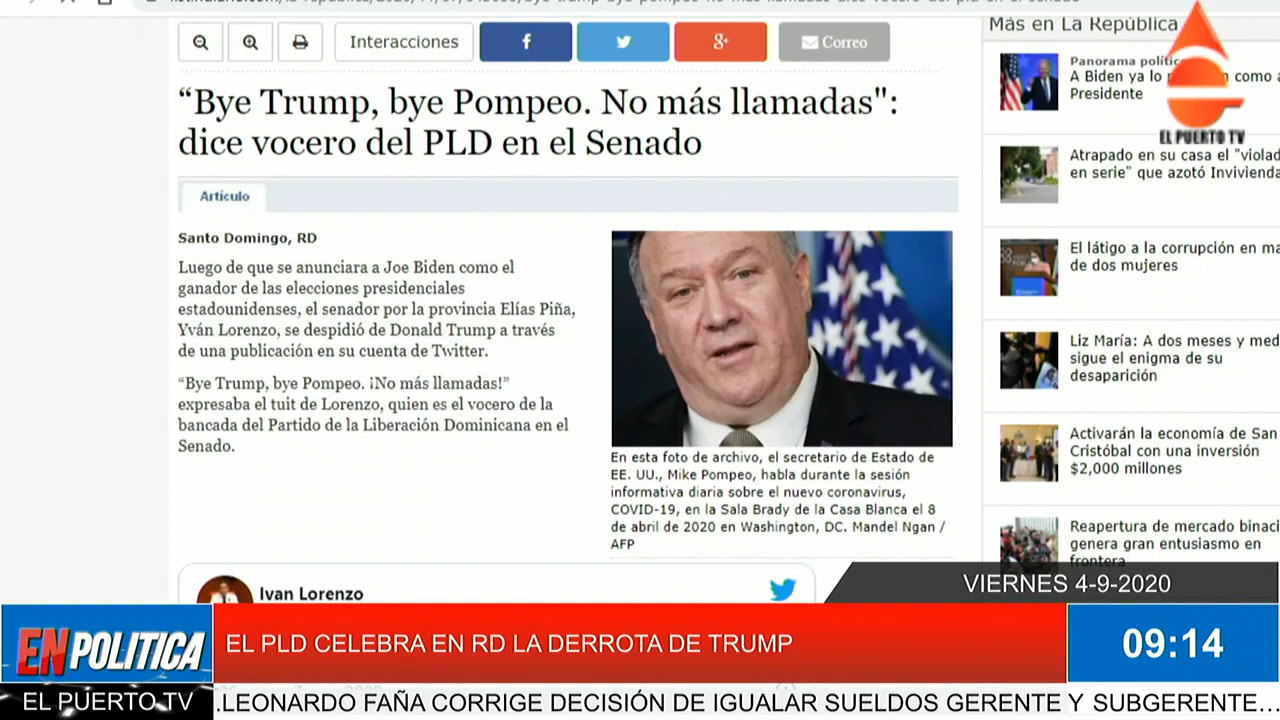 Interacciones
f
g+
Correo
Más en La República
“Bye Trump, bye Pompeo. No más llamadas":
dice vocero del PLD en el Senado
Artículo
Santo Domingo, RD
Luego de que se anunciara a Joe Biden como el
ganador de las elecciones presidenciales
estadounidenses, el senador por la provincia Elías Piña,
Yván Lorenzo, se despidió de Donald Trump a través
de una publicación en su cuenta de Twitter.
“Bye Trump, bye Pompeo. ¡No más llamadas!”
expresaba el tuit de Lorenzo, quien es el vocero de la
bancada del Partido de la Liberación Dominicana en el
Senado.
En esta foto de archivo, el secretario de Estado de
EE. UU., Mike Pompeo, habla durante la sesión
informativa diaria sobre el nuevo coronavirus,
COVID-19, en la Sala Brady de la Casa Blanca el 8
de abril de 2020 en Washington, DC. Mandel Ngan /
AFP
Ivan Lorenzo
Panorama político
A Biden ya lo como a
Presidente
EL PUERTO TV
Atrapado en su casa el "violad
en serie" que azotó Invivienda
El látigo a la corrupción en ma
de dos mujeres
Liz María: A dos meses y med
sigue el enigma de su
desaparición
Activarán la economía de San
Cristóbal con una inversión
$2,000 millones
Reapertura de mercado binaci
genera gran entusiasmo en
frontera
VIERNES 4-9-2020
EN POLITICA
EL PLD CELEBRA EN RD LA DERROTA DE TRUMP
09:14
EL PUERTO TV
.LEONARDO FAÑA CORRIGE DECISIÓN DE IGUALAR SUELDOS GERENTE Y SUBGERENTE...